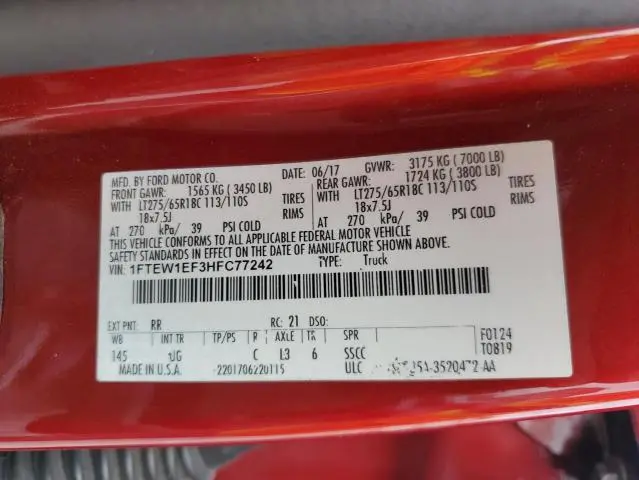 MFD. BY FORD MOTOR CO. 06/17 GVWR: 3175 KG ( 7000 LB)
FRONT GAWR: 1565 KG ( 3450 LB) REAR GAWR: 1724 KG ( 3800 LB)
WITH LT275/65R18C 113/110S TIRES WITH LT275/65R18C 113/110S TIRES
18x7.5J RIMS 18x7.5J RIMS
AT 270 kPa/ 39 PSI COLD AT 270 kPa/ 39 PSI COLD
THIS VEHICLE CONFORMS TO ALL APPLICABLE FEDERAL MOTOR VEHICLE
SAFETY STANDARDS IN EFFECT ON THE DATE OF MANUFACTURE SHOWN ABOVE.
VIN: 1FTEW1EF3HFC77242 TYPE: Truck
EXT PNT: RR RC: 21 DSO: F0124
WB INT TR TP/PS R AXLE TR SPR T0819
145 UG C L3 6 SSCC
MADE IN U.S.A. 2201706220115 ULC AA